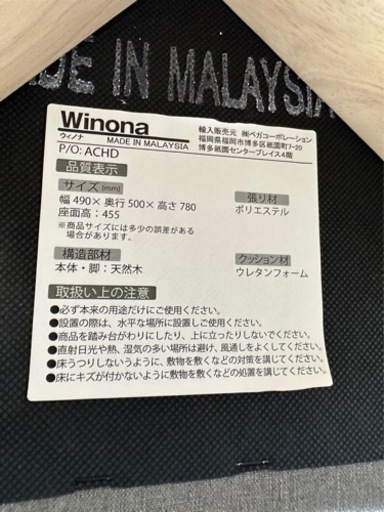 MADE IN MALAYSIA
Winona
ウィノナ MADE IN MALAYSIA
P/O: ACHD
輸入販売元 ㈱ベガコーポレーション
福岡県福岡市博多区祇園町7-20
博多祇園センタープレイス4階
品質表示
サイズ(mm)
幅 490× 奥行 500× 高さ 780
座面高：455
※商品サイズには多少の誤差がある
場合があります。
張り材
ポリエステル
構造部材
本体・脚：天然木
クッション材
ウレタンフォーム
取扱い上の注意
●必ず本来の用途だけにご使用ください。
●設置の際は、水平な場所に設置しご使用ください。
●商品を踏み台がわりにしたり、上に立ったりしないでください。
●直射日光や熱、湿気の多い場所は避け、風通しをよくしてください。
●床うつりしないように、敷物を敷くなどの対策を講じてください。
●床にキズが付かないように敷物を敷くなどの処置を講じてください。